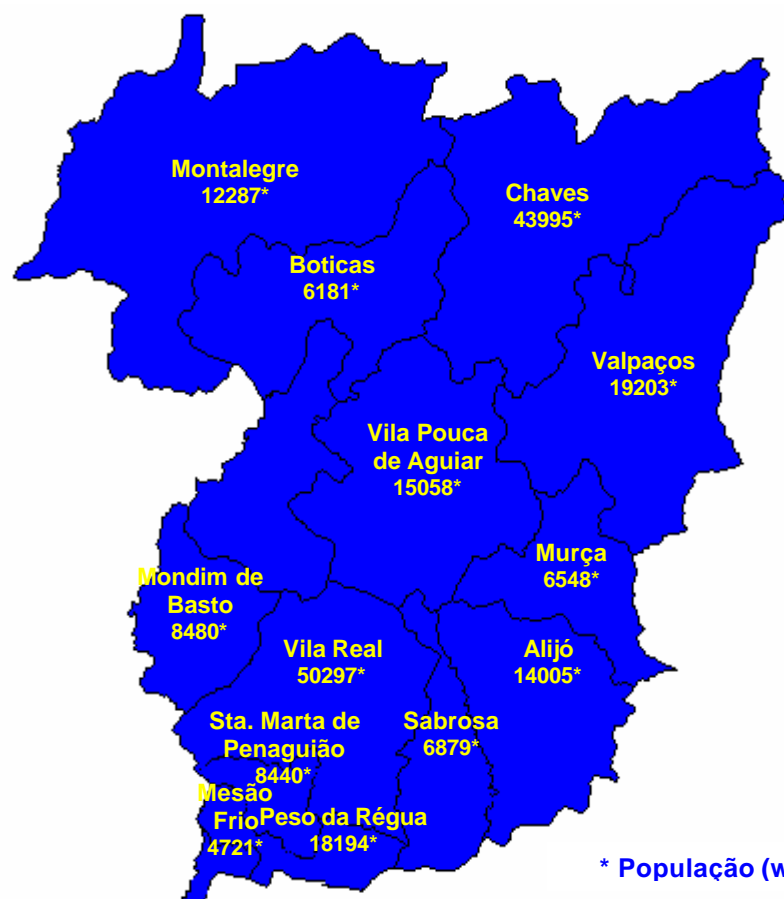 Montalegre
12287*
Chaves
43995*
Boticas
6181*
Valpaços
19203*
Vila Pouca
de Aguiar
15058*
Murça
6548*
Mondim de
Basto
8480*
Vila Real
50297*
Alijó
14005*
Sta. Marta de
Penaguião
8440*
Sabrosa
6879*
Mesão
Frio
4721*
Peso da Régua
18194*
* População (w